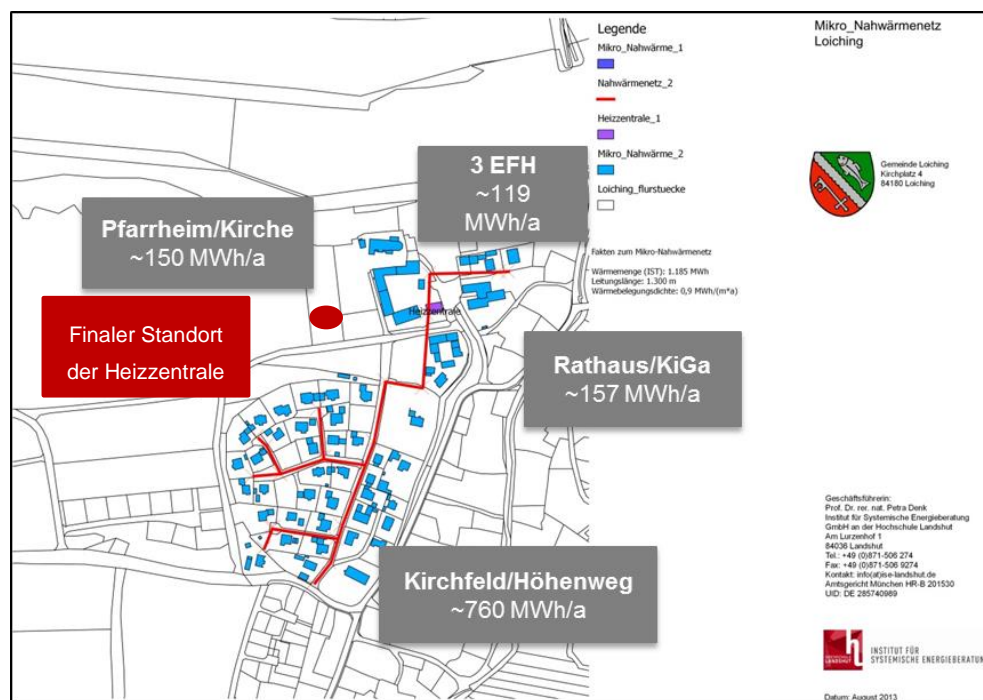 Legende
Mikro_Nahwärme_1
Nahwärmenetz_2
Heizzentrale_1
Mikro_Nahwärme_2
Loiching_flurstuecke
Mikro_Nahwärmenetz
Loiching
Gemeinde Loiching
Kirchplatz 4
84180 Loiching
3 EFH
~119
MWh/a
Pfarrheim/Kirche
~150 MWh/a
Fakten zum Mikro-Nahwärmenetz
Wärmemenge (IST): 1.185 MWh
Leitungslänge: 1.300 m
Wärmebelegungsdichte: 0,9 MWh/(m*a)
Finaler Standort
der Heizzentrale
Heizzentrale
Rathaus/KiGa
~157 MWh/a
Kirchfeld/Höhenweg
~760 MWh/a
Geschäftsführerin:
Prof. Dr. rer. nat. Petra Denk
Institut für Systemische Energieberatung
GmbH an der Hochschule Landshut
Am Lurzenhof 1
84036 Landshut
Tel.: +49 (0)871-506 274
Fax: +49 (0)871-506 9274
Kontakt: info(at)ise-landshut.de
Amtsgericht München HR-B 201530
UID: DE 285740989
HOCHSCHULE
LANDSHUT
INSTITUT FÜR
SYSTEMISCHE ENERGIEBERATUN
Datum: August 2013